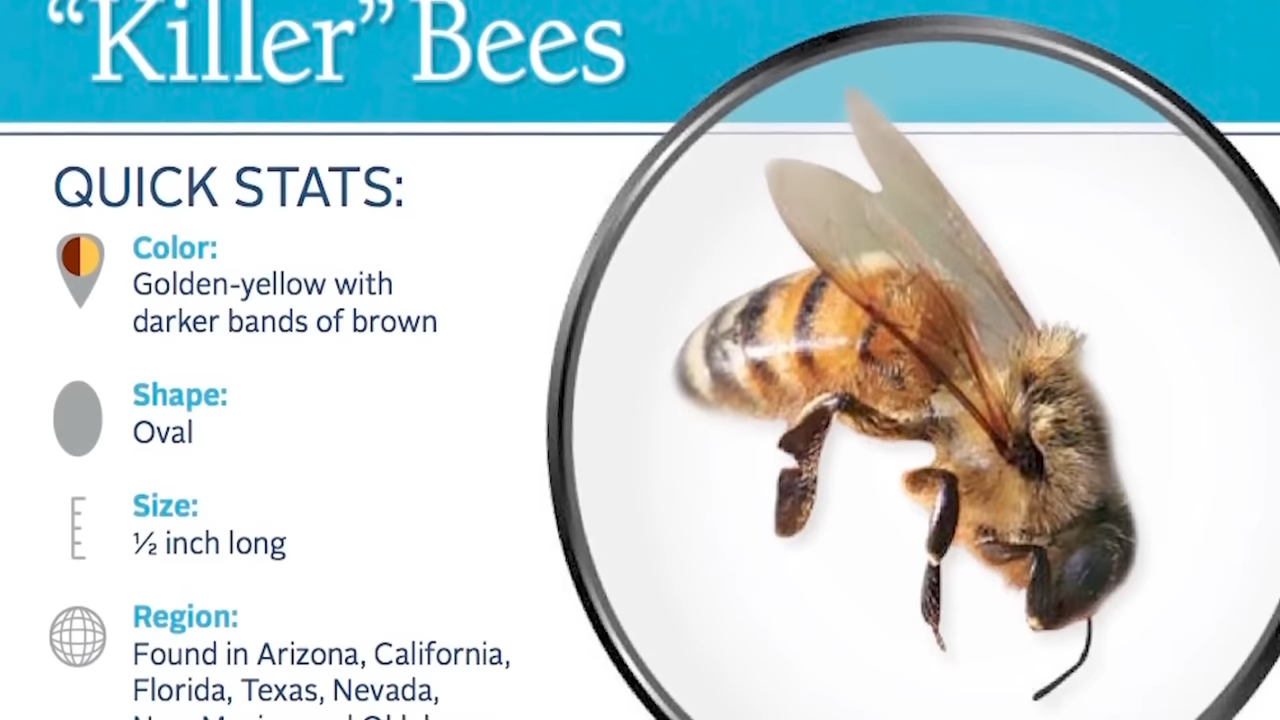 “Killer” Bees
QUICK STATS:
Color:
Golden-yellow with
darker bands of brown
Shape:
Oval
Size:
½ inch long
Region:
Found in Arizona, California,
Florida, Texas, Nevada,